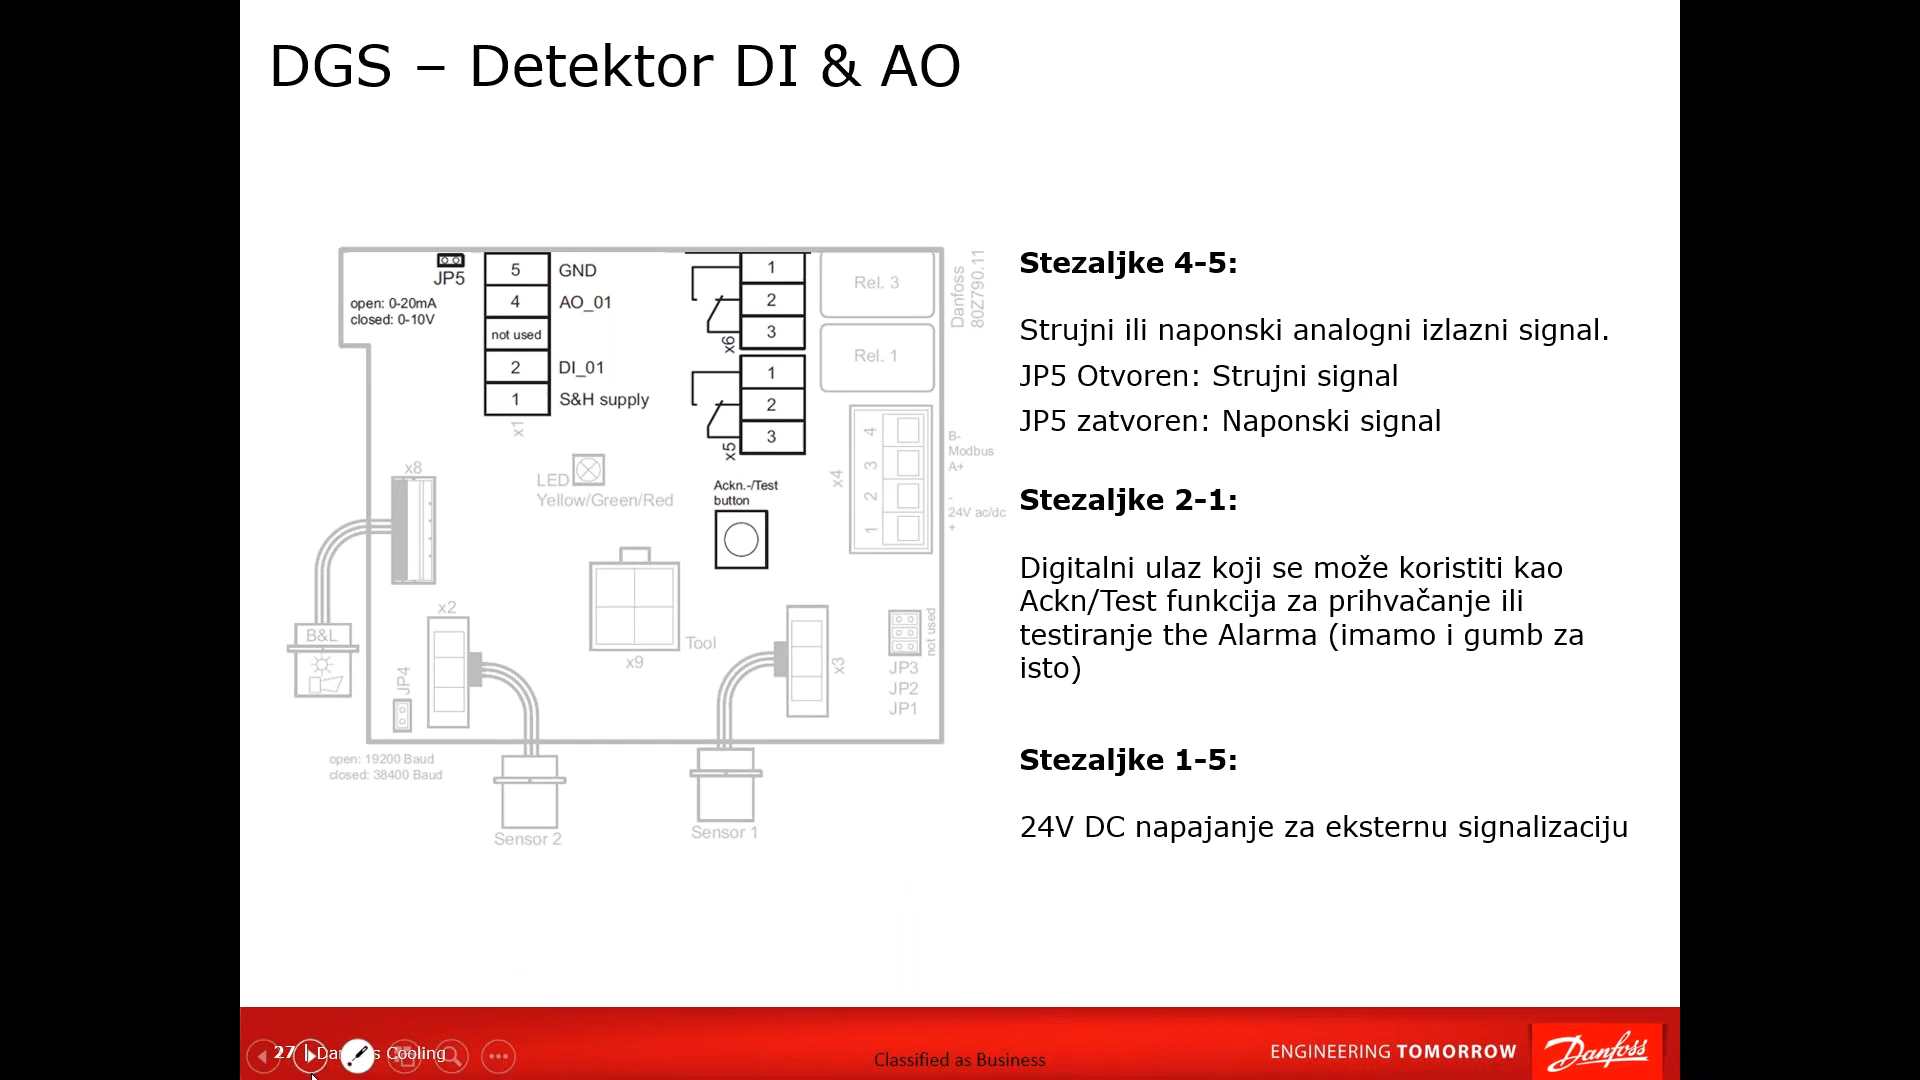 DGS – Detektor DI & AO
JP5
open: 0-20mA
closed: 0-10V
5 GND
4 AO_01
not used
2 DI_01
1 S&H supply
x1
1
2
3
x6
1
2
3
x5
Rel. 3
Rel. 1
Danfoss
80Z790.11
LED
Yellow/Green/Red
Ackn.-/Test
button
x4
4
3
2
1
B-
Modbus
A+
-
24V ac/dc
+
x8
B&L
x2
JP4
open: 19200 Baud
closed: 38400 Baud
Tool
x9
x3
not used
JP3
JP2
JP1
Sensor 2
Sensor 1
Stezaljke 4-5:
Strujni ili naponski analogni izlazni signal.
JP5 Otvoren: Strujni signal
JP5 zatvoren: Naponski signal
Stezaljke 2-1:
Digitalni ulaz koji se može koristiti kao
Ackn/Test funkcija za prihvačanje ili
testiranje the Alarma (imamo i gumb za
isto)
Stezaljke 1-5:
24V DC napajanje za eksternu signalizaciju
27 | Dan s Cooling
Classified as Business
ENGINEERING TOMORROW
Danfoss